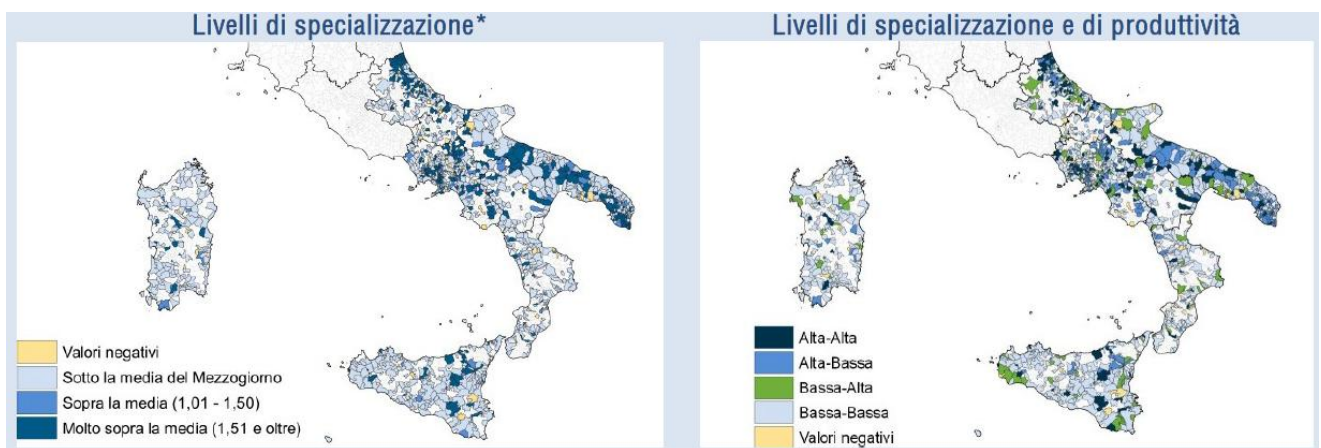 Livelli di specializzazione*
Valori negativi
Sotto la media del Mezzogiorno
Sopra la media (1,01 - 1,50)
Molto sopra la media (1,51 e oltre)
Livelli di specializzazione e di produttività
Alta-Alta
Alta-Bassa
Bassa-Alta
Bassa-Bassa
Valori negativi